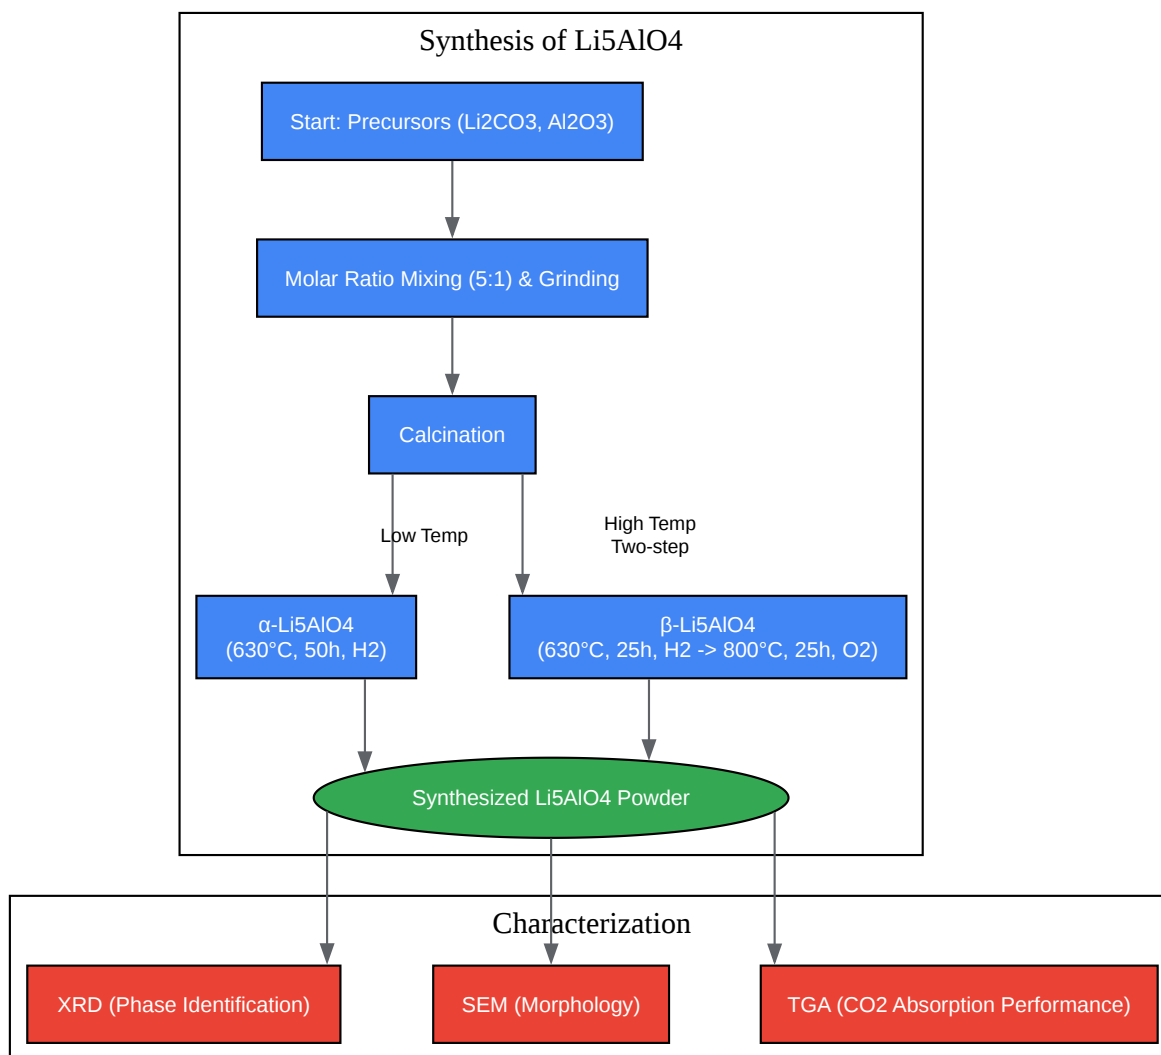 Synthesis of Li5AlO4
Start: Precursors (Li2CO3, Al2O3)
Molar Ratio Mixing (5:1) & Grinding
Calcination
Low Temp
High Temp
Two-step
α-Li5AlO4
(630°C, 50h, H2)
β-Li5AlO4
(630°C, 25h, H2 -> 800°C, 25h, O2)
Synthesized Li5AlO4 Powder
Characterization
XRD (Phase Identification)
SEM (Morphology)
TGA (CO2 Absorption Performance)